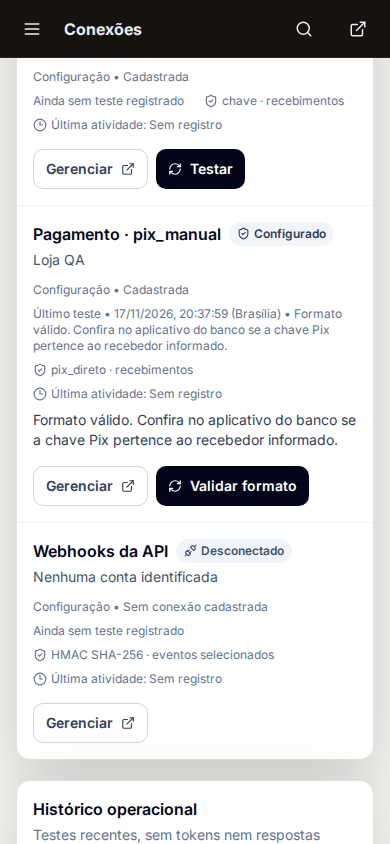 Conexões
Configuração • Cadastrada
Ainda sem teste registrado chave · recebimentos
Última atividade: Sem registro
Gerenciar Testar
Pagamento · pix_manual Configurado
Loja QA
Configuração • Cadastrada
Último teste • 17/11/2026, 20:37:59 (Brasília) • Formato
válido. Confira no aplicativo do banco se a chave Pix
pertence ao recebedor informado.
pix_direto · recebimentos
Última atividade: Sem registro
Formato válido. Confira no aplicativo do banco se
a chave Pix pertence ao recebedor informado.
Gerenciar Validar formato
Webhooks da API Desconectado
Nenhuma conta identificada
Configuração • Sem conexão cadastrada
Ainda sem teste registrado
HMAC SHA-256 · eventos selecionados
Última atividade: Sem registro
Gerenciar
Histórico operacional
Testes recentes, sem tokens nem respostas